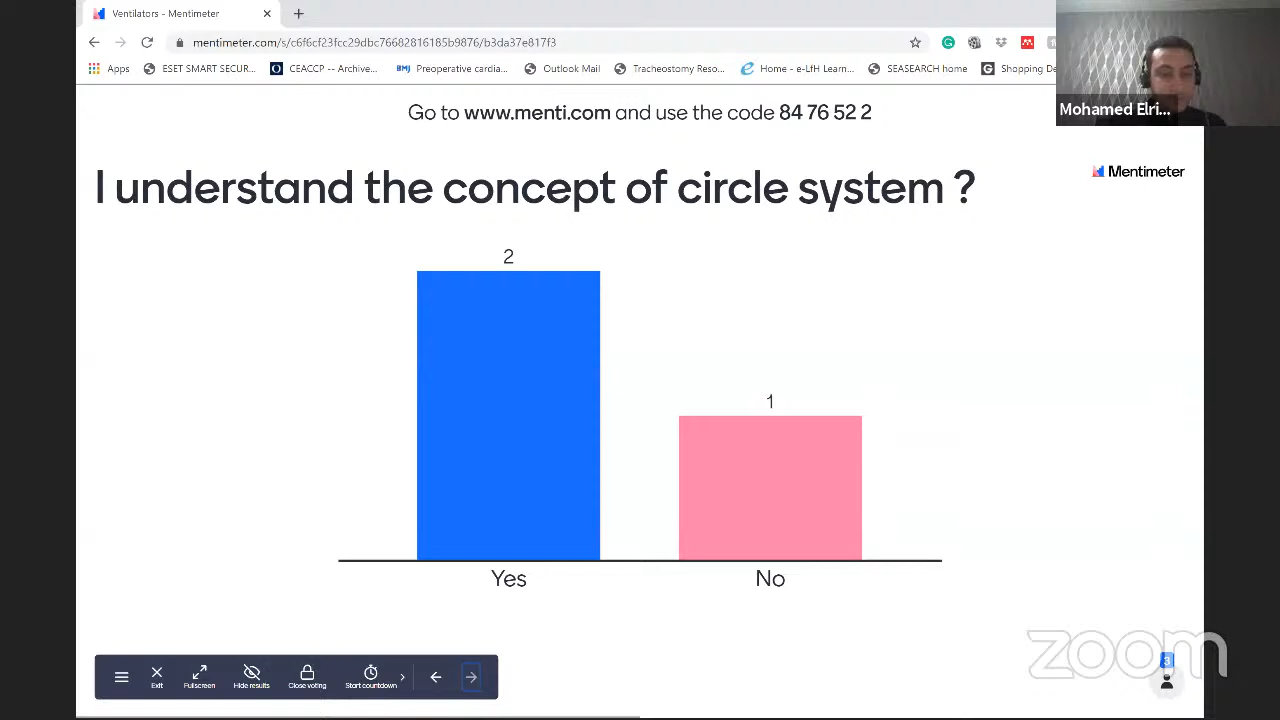 Ventilators - Mentimeter
mentimeter.com/s/c6f6cf23fcc29dbc76682816185b9876/b3da37e817f3
Apps ESET SMART SECUR... CEACCP -- Archive... BMJ Preoperative dia... Outlook Mail Tracheostomy Reso... Home - e-LfH Learn... SEASEARCH home Shopping De
Mohamed Elri...
Go to www.menti.com and use the code 84 76 52 2
Mentimeter
I understand the concept of circle system ?
2
1
Yes No
Exit Fullscreen Hide results Close voting Start countdown
zoom
3